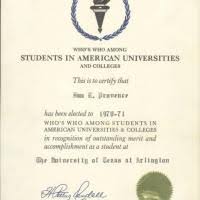 WHO'S WHO AMONG
STUDENTS IN AMERICAN UNIVERSITIES
AND COLLEGES
This is to certify that
Provence
has been elected to 1970-71
WHO'S WHO AMONG STUDENTS IN
AMERICAN UNIVERSITIES & COLLEGES
in recognition of outstanding merit and
accomplishment as a student at
The University of Texas at Arlington